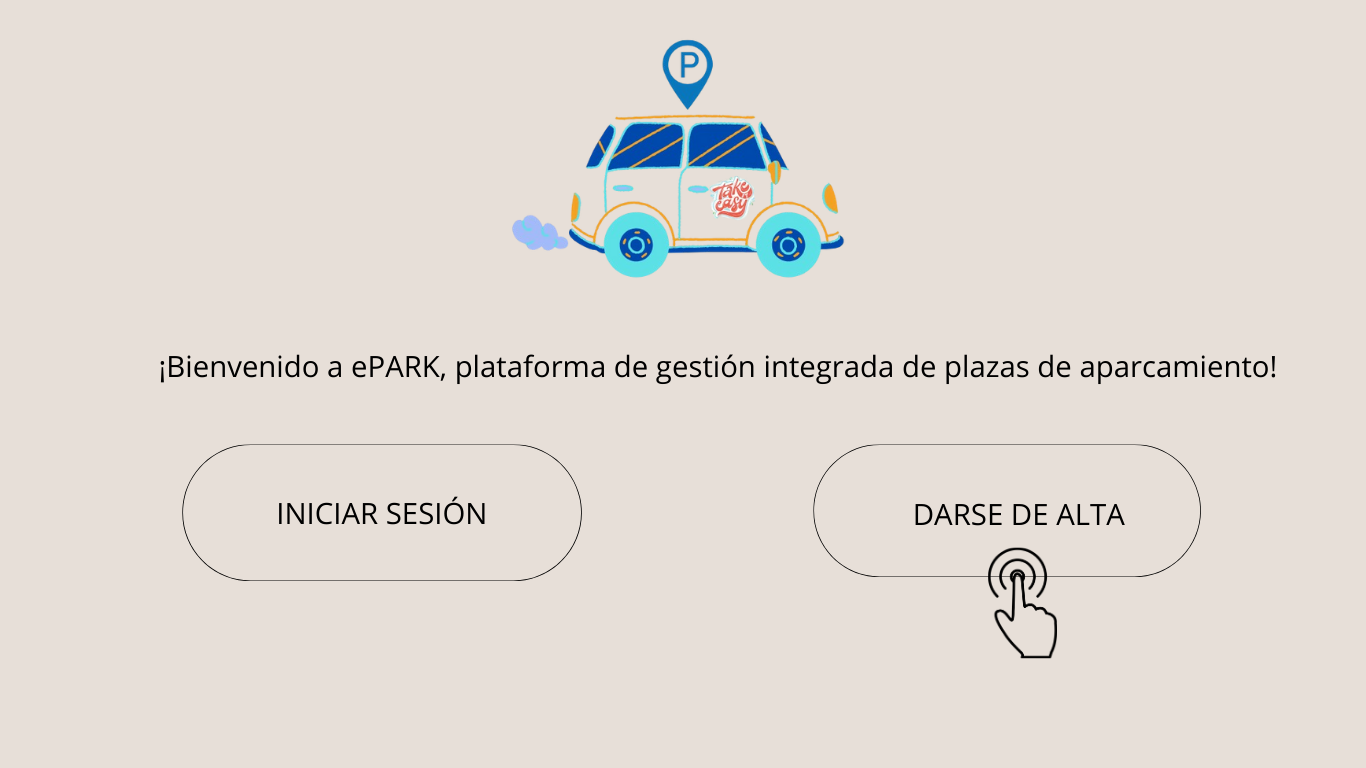 P
take
easy
¡Bienvenido a ePARK, plataforma de gestión integrada de plazas de aparcamiento!
INICIAR SESIÓN
DARSE DE ALTA